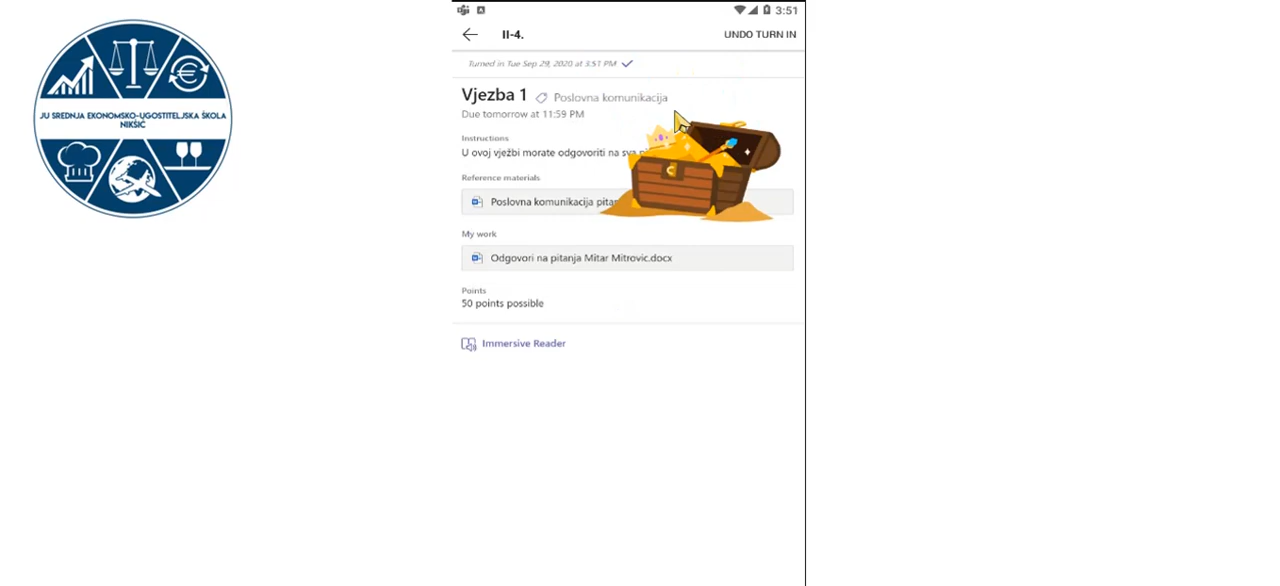 JU SREDNJA EKONOMSKO-UGOSTITELJSKA ŠKOLA
NIKŠIĆ
3:51
II-4.
UNDO TURN IN
Turned in Tue Sep 29, 2020 at 3:51 PM
Vjezba 1
Poslovna komunikacija
Due tomorrow at 11:59 PM
Instructions
U ovoj vježbi morate odgovoriti na sva
Reference materials
Poslovna komunikacija
My work
Odgovori na pitanja Mitar Mitrovic.docx
Points
50 points possible
Immersive Reader